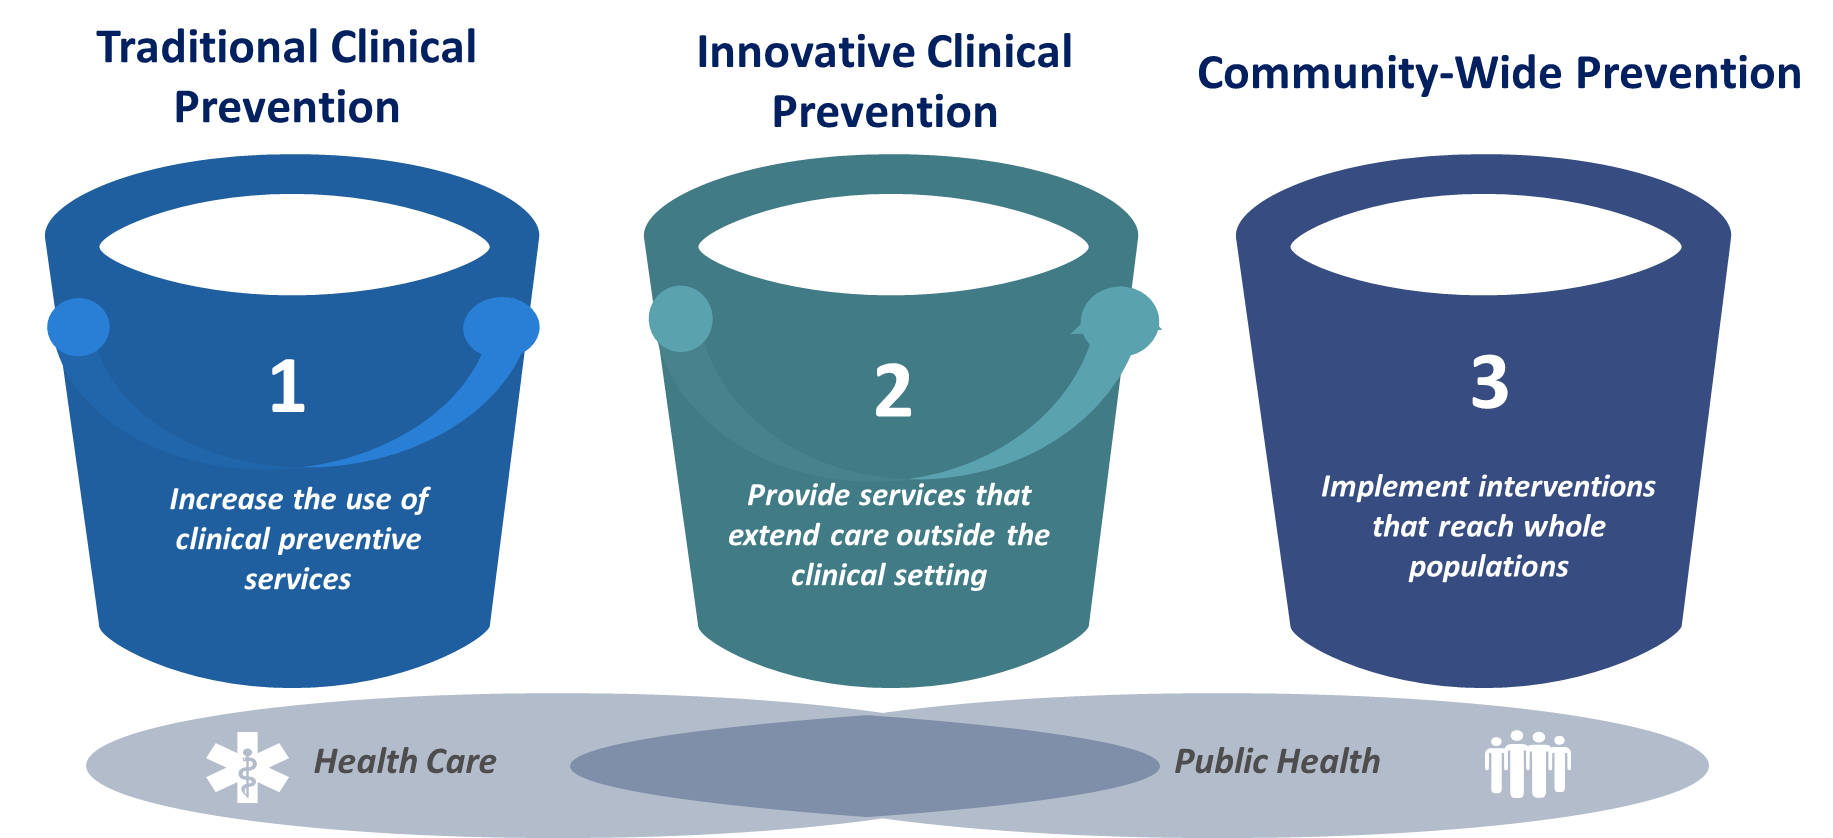 Traditional Clinical
Prevention
Innovative Clinical
Prevention
Community-Wide Prevention
1
Increase the use of
clinical preventive
services
2
Provide services that
extend care outside the
clinical setting
3
Implement interventions
that reach whole
populations
Health Care
Public Health